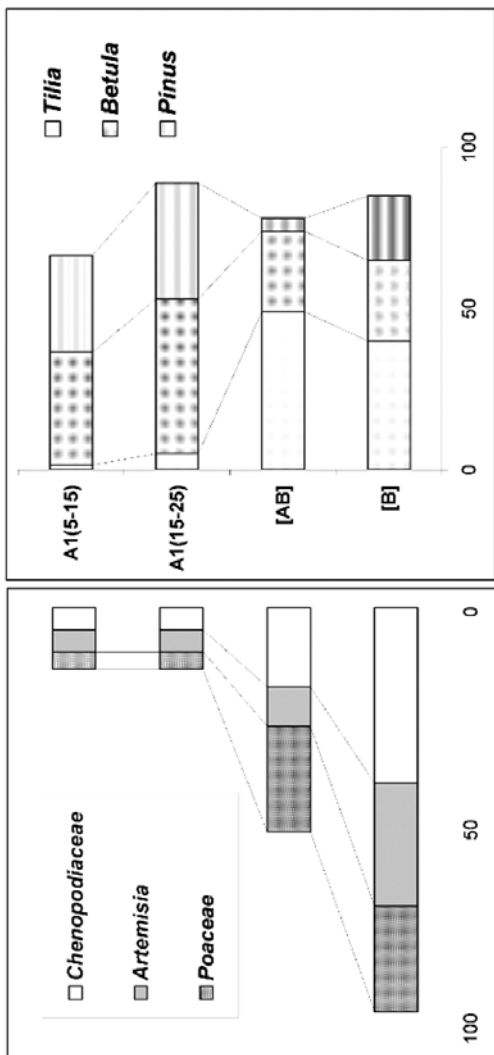 Chenopodiaceae
Artemisia
Poaceae
100
50
0
A1(5-15)
A1(15-25)
[AB]
[B]
Tilia
Betula
Pinus
0
50
100